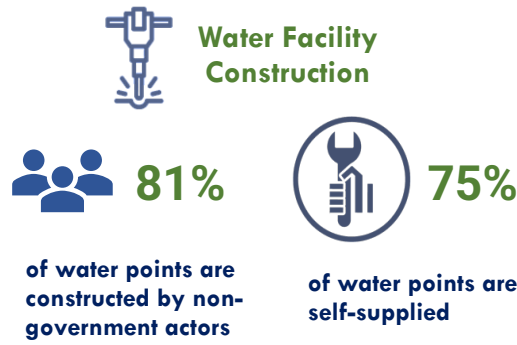 Water Facility
Construction
81%
of water points are
constructed by non-
government actors
75%
of water points are
self-supplied